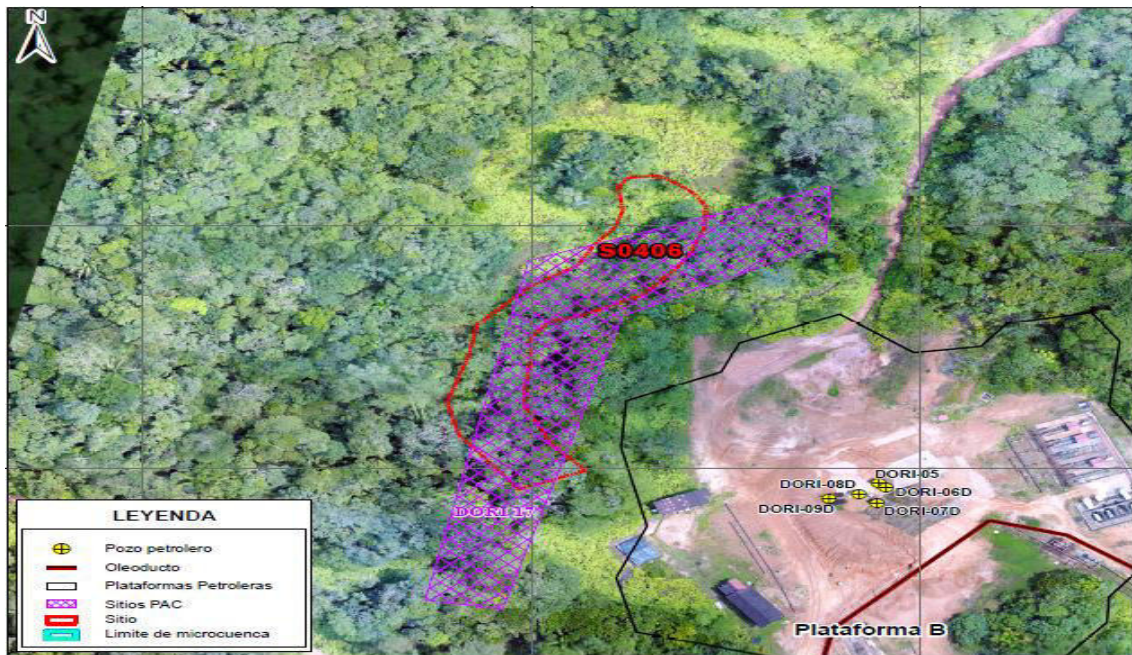 N
S0406
DORI-05
DORI-08D
DORI-06D
DORI-09D
DORI-07D
DORI-17
Plataforma B
LEYENDA
Pozo petrolero
Oleoducto
Plataformas Petroleras
Sitios PAC
Sitio
Limite de microcuenca